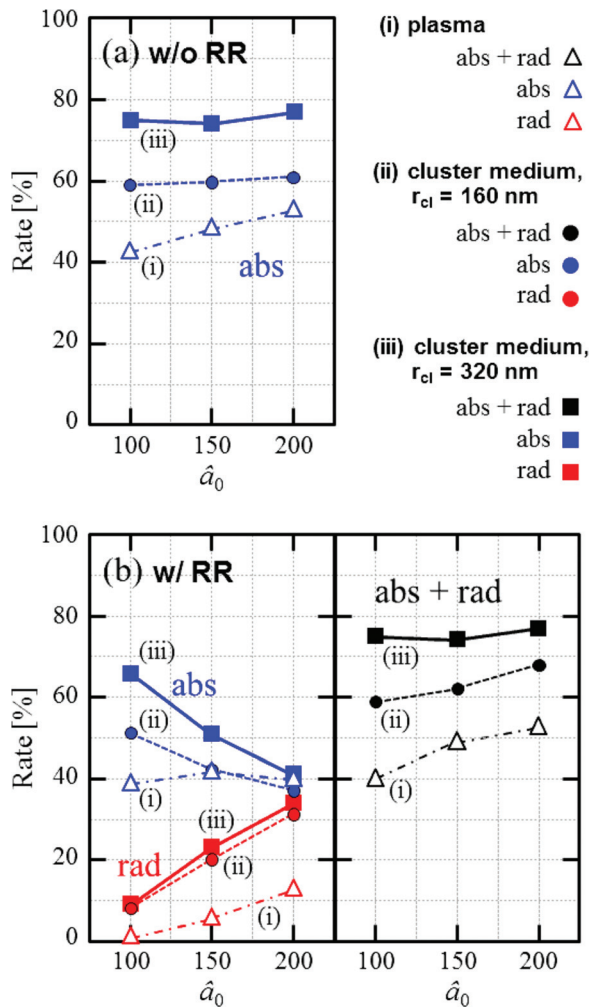 100
80
60
40
20
0
Rate [%]
(a) w/o RR
(iii)
(ii)
(i)
abs
100 150 200
â₀
(i) plasma
abs + rad
abs
rad
(ii) cluster medium,
r_cl = 160 nm
abs + rad
abs
rad
(iii) cluster medium,
r_cl = 320 nm
abs + rad
abs
rad
100
80
60
40
20
0
Rate [%]
(b) w/ RR
(iii)
abs
(ii)
(i)
rad
(iii)
(ii)
(i)
100 150 200
â₀
abs + rad
(iii)
(ii)
(i)
100 150 200
â₀